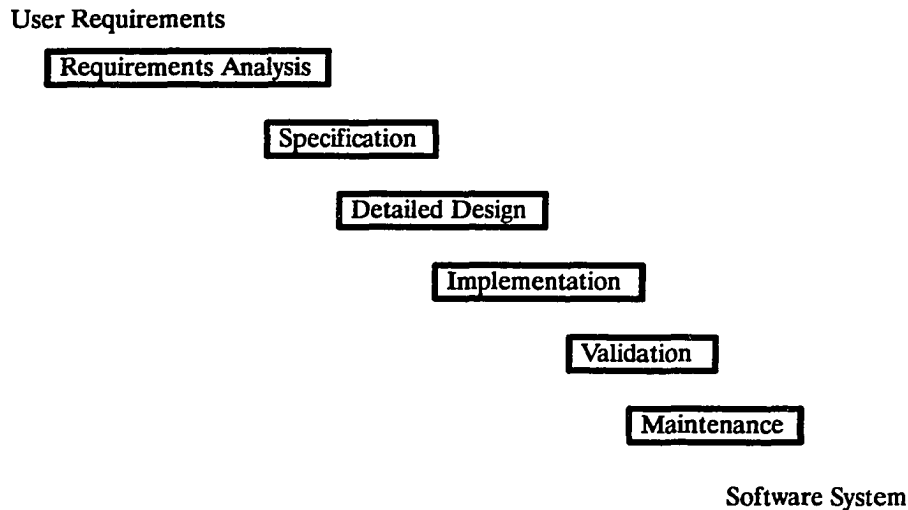 User Requirements
Requirements Analysis
Specification
Detailed Design
Implementation
Validation
Maintenance
Software System